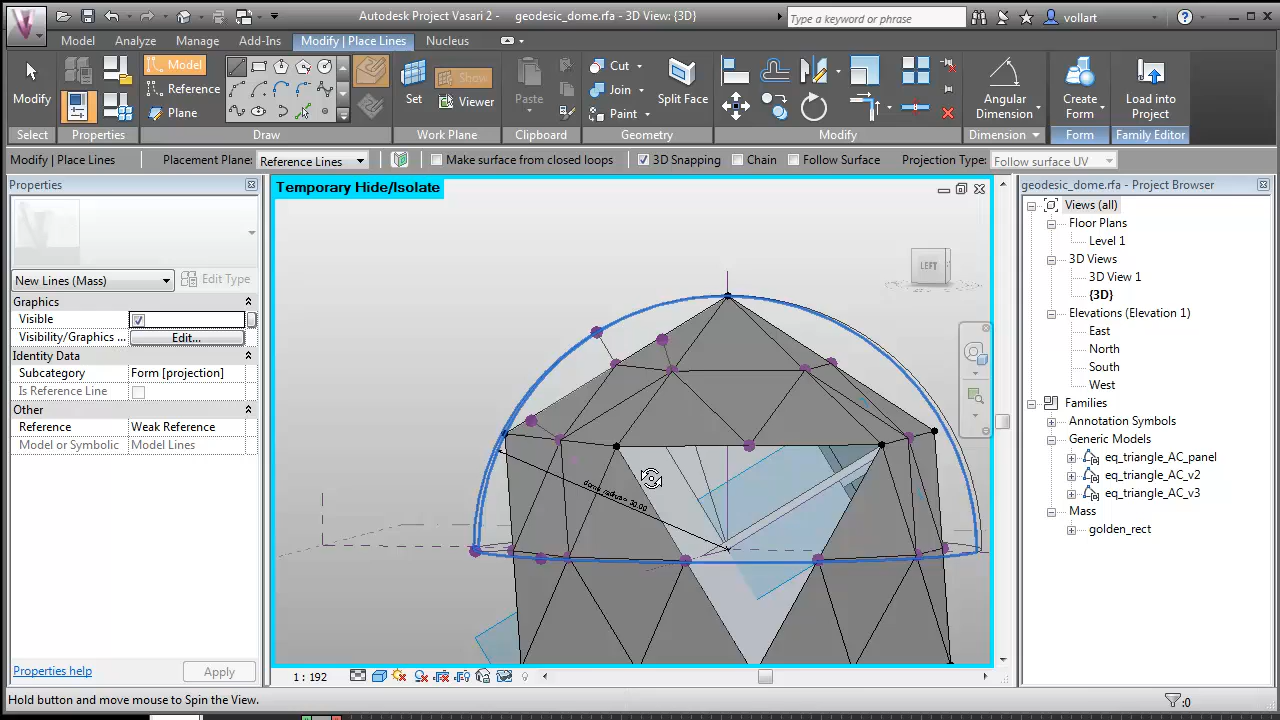 Autodesk Project Vasari 2 -   geodesic_dome.rfa - 3D View: {3D}
Type a keyword or phrase
vollart
Model
Analyze
Manage
Add-Ins
Modify | Place Lines
Nucleus
Modify
Model
Reference
Plane
Set
Show
Viewer
Paste
Cut
Join
Paint
Split Face
Angular
Dimension
Create
Form
Load into
Project
Select
Properties
Draw
Work Plane
Clipboard
Geometry
Modify
Dimension
Form
Family Editor
Modify | Place Lines
Placement Plane:
Reference Lines
Make surface from closed loops
3D Snapping
Chain
Follow Surface
Projection Type:
Follow surface UV
Properties
New Lines (Mass)
Edit Type
Graphics
Visible
Visibility/Graphics ...
Edit...
Identity Data
Subcategory
Form [projection]
Is Reference Line
Other
Reference
Weak Reference
Model or Symbolic
Model Lines
Properties help
Apply
Temporary Hide/Isolate
LEFT
1 : 192
geodesic_dome.rfa - Project Browser
Views (all)
Floor Plans
Level 1
3D Views
3D View 1
{3D}
Elevations (Elevation 1)
East
North
South
West
Families
Annotation Symbols
Generic Models
eq_triangle_AC_panel
eq_triangle_AC_v2
eq_triangle_AC_v3
Mass
golden_rect
Hold button and move mouse to Spin the View.
:0